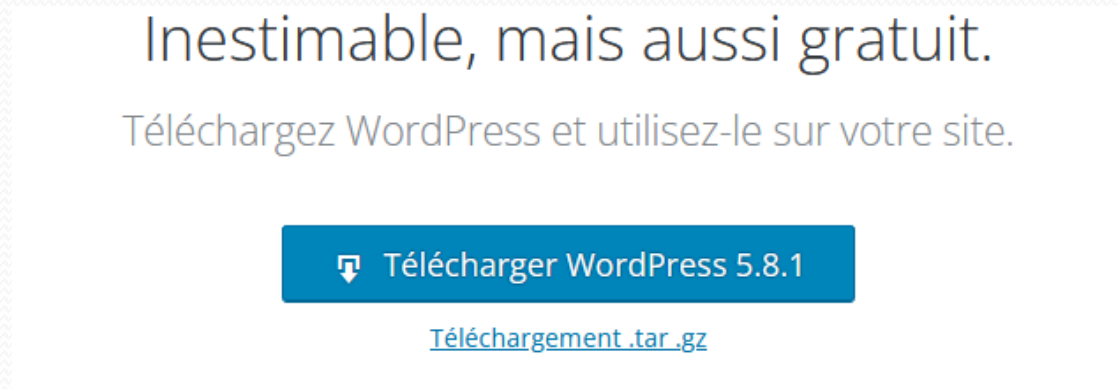 Inestimable, mais aussi gratuit.
Téléchargez WordPress et utilisez-le sur votre site.
Télécharger WordPress 5.8.1
Téléchargement .tar .gz